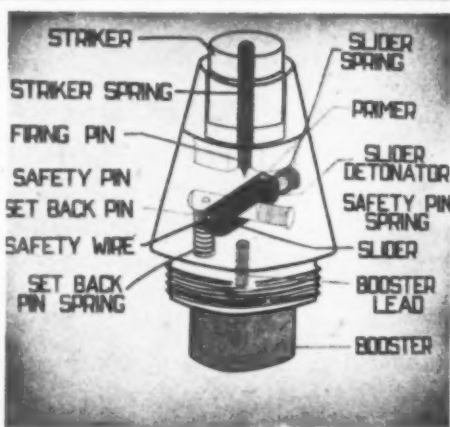 STRIKER
STRIKER SPRING
FIRING PIN
SAFETY PIN
SET BACK PIN
SAFETY WIRE
SET BACK
PIN SPRING
SLIDER
SPRING
PRIMER
SLIDER
DETONATOR
SAFETY PIN
SPRING
SLIDER
BOOSTER
LEAD
BOOSTER